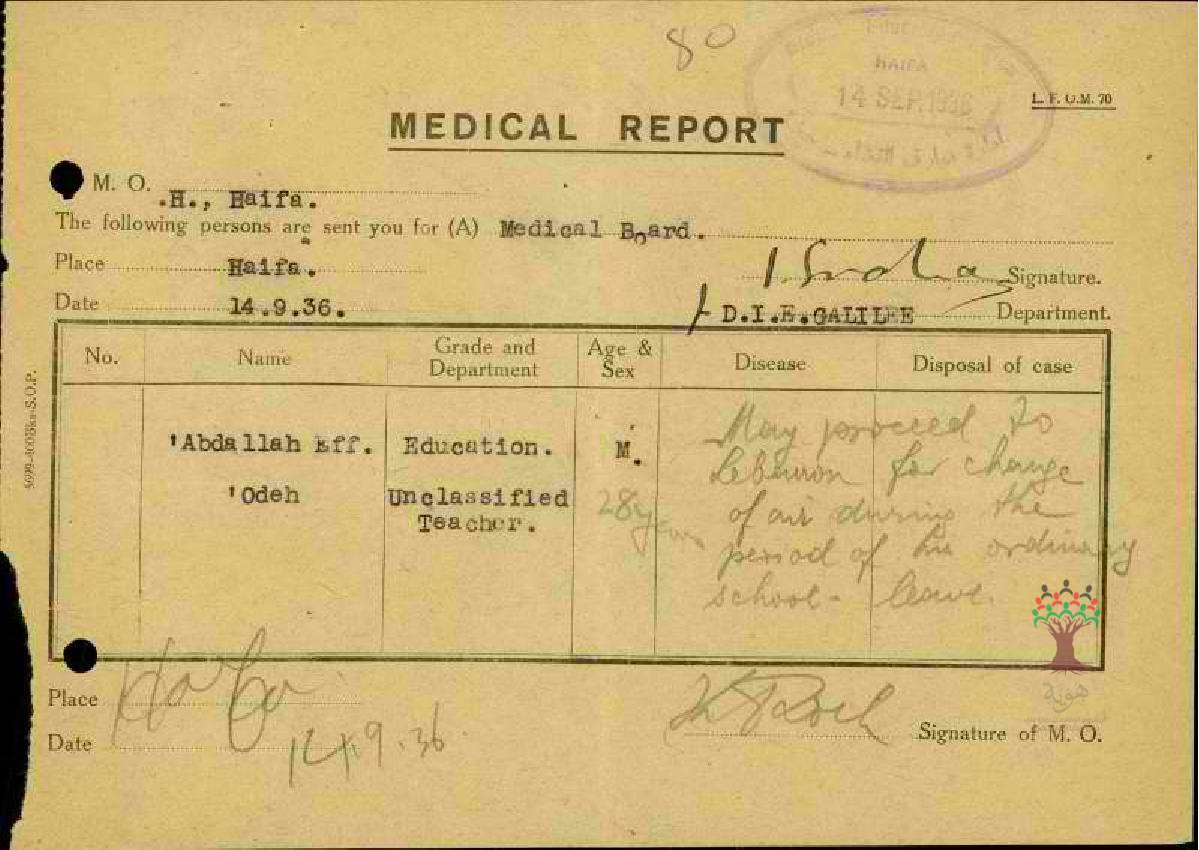 80
HAIFA
14 SEP. 1936
L. F. O.M. 70
MEDICAL REPORT
M. O. .H., Haifa.
The following persons are sent you for (A) Medical Board.
Place Haifa. Signature.
Date 14.9.36. D.I.E.GALILEE Department.
No. Name Grade and Department Age & Sex Disease Disposal of case
'Abdallah Eff. Education. M. May proceed to
Lebanon for change
'Odeh Unclassified 28 years of air during the
Teacher.
period of his ordinary
school- leave.
هوية
Place Haifa
Signature of M. O.
Date 14.9.36